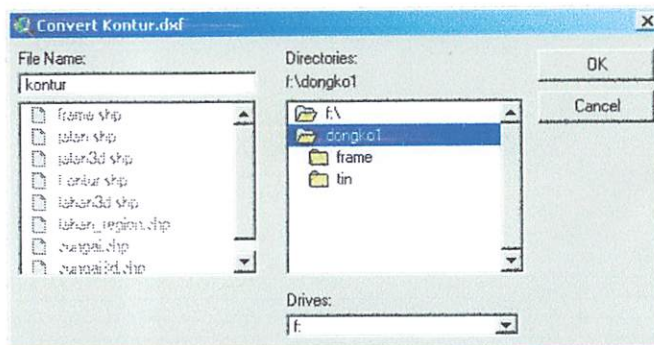 Convert Kontur.dxf
File Name:
kontur
frame.shp
jalan.shp
jalan3d.shp
kontur.shp
lahan3d.shp
lahan_region.shp
sungai.shp
sungai3d.shp
Directories:
f:\dongko1
f:\
dongko1
frame
tin
Drives:
f:
OK
Cancel